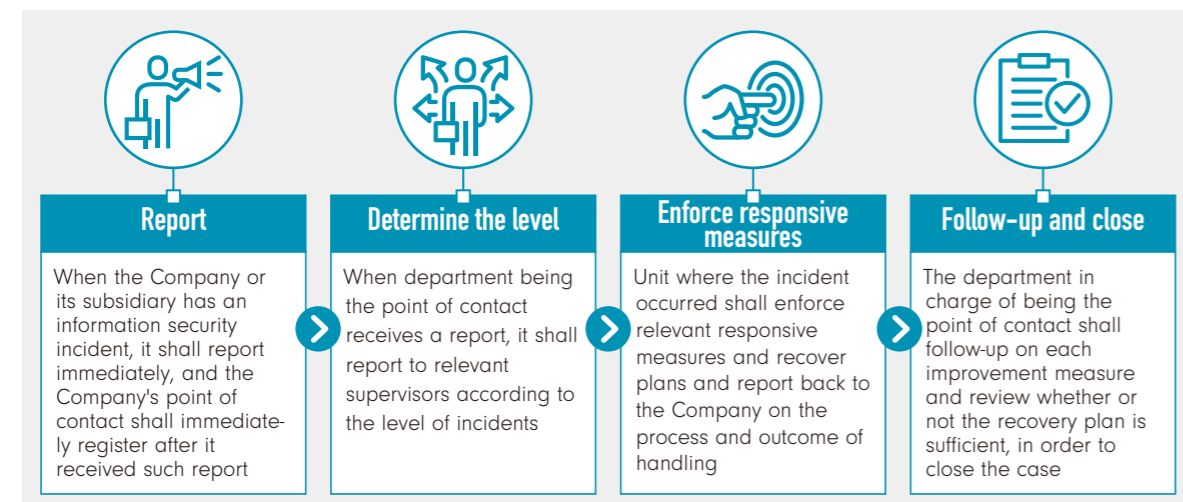 Report
When the Company or
its subsidiary has an
information security
incident, it shall report
immediately, and the
Company's point of
contact shall immediate-
ly register after it
received such report
Determine the level
When department being
the point of contact
receives a report, it shall
report to relevant
supervisors according to
the level of incidents
Enforce responsive
measures
Unit where the incident
occurred shall enforce
relevant responsive
measures and recover
plans and report back to
the Company on the
process and outcome of
handling
Follow-up and close
The department in
charge of being the
point of contact shall
follow-up on each
improvement measure
and review whether or
not the recovery plan is
sufficient, in order to
close the case